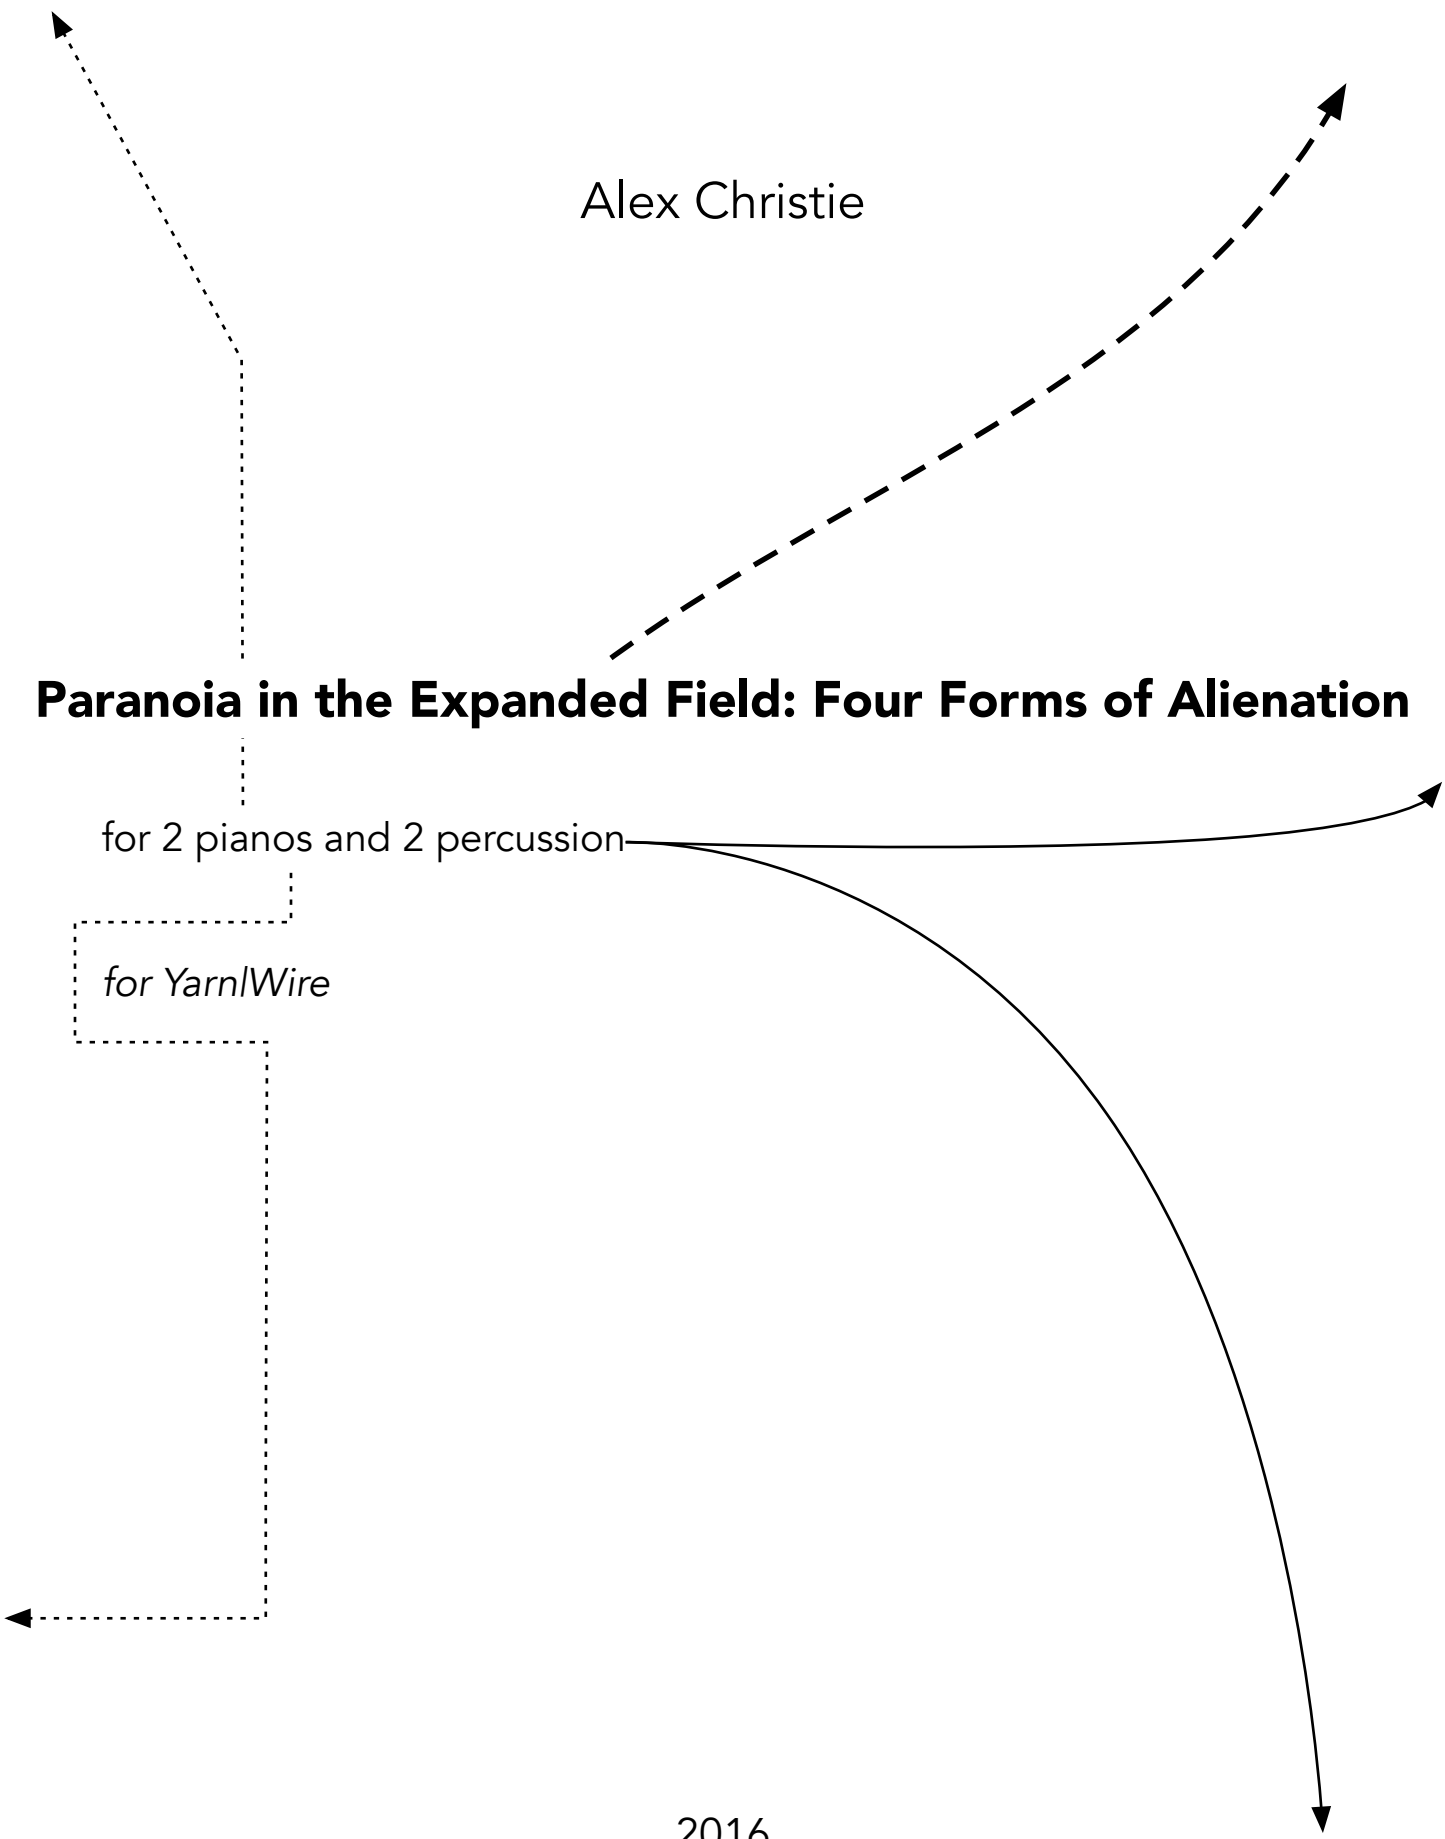 Alex Christie
Paranoia in the Expanded Field: Four Forms of Alienation
for 2 pianos and 2 percussion
for Yarn|Wire
2016